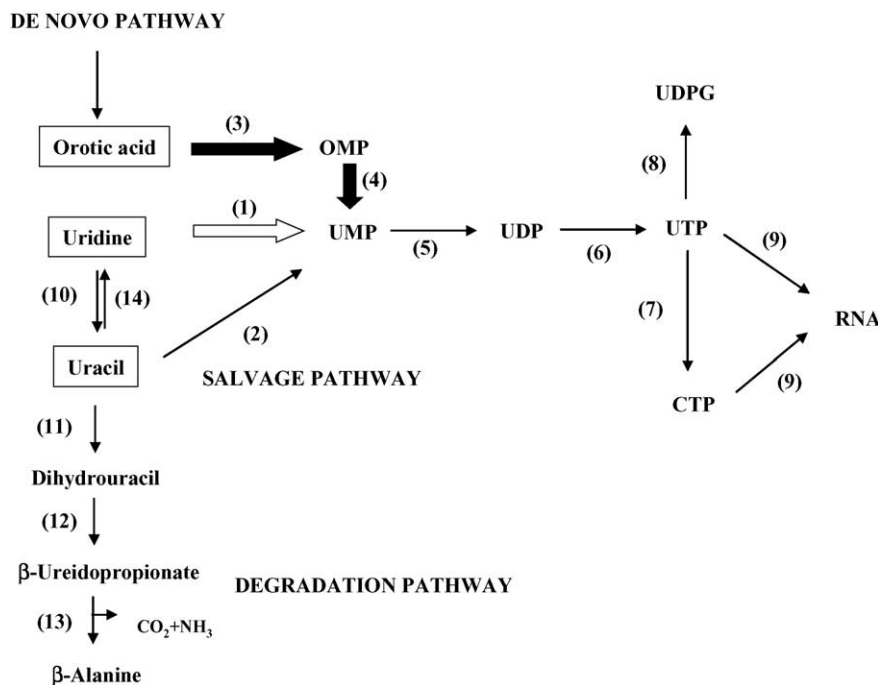 DE NOVO PATHWAY
UDPG
(3)
Orotic acid
OMP
(4)
(8)
(1)
Uridine
UMP
(5)
UDP
(6)
UTP
(9)
(10)
(14)
(2)
(7)
RNA
Uracil
SALVAGE PATHWAY
(9)
CTP
(11)
Dihydrouracil
(12)
β-Ureidopropionate
DEGRADATION PATHWAY
(13)
CO₂+NH₃
β-Alanine